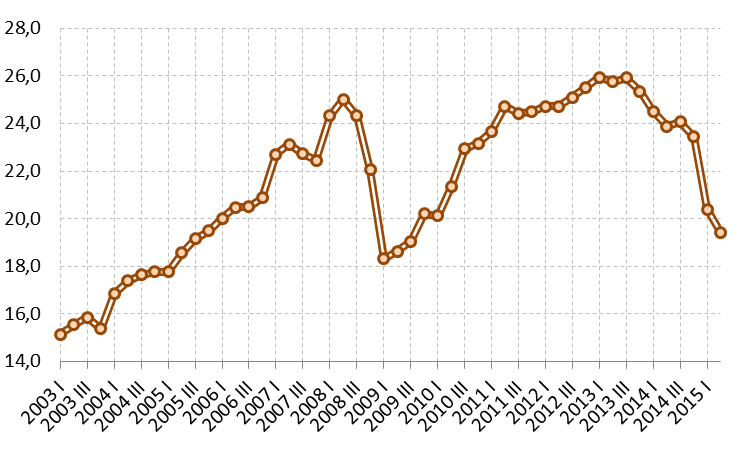 28,0
26,0
24,0
22,0
20,0
18,0
16,0
14,0
2003 I
2003 III
2004 I
2004 III
2005 I
2005 III
2006 I
2006 III
2007 I
2007 III
2008 I
2008 III
2009 I
2009 III
2010 I
2010 III
2011 I
2011 III
2012 I
2012 III
2013 I
2013 III
2014 I
2014 III
2015 I